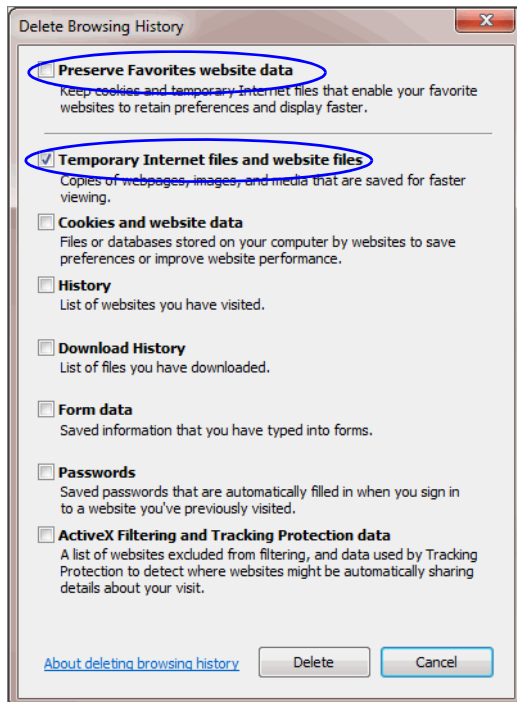 Delete Browsing History
Preserve Favorites website data
Keep cookies and temporary Internet files that enable your favorite
websites to retain preferences and display faster.
Temporary Internet files and website files
Copies of webpages, images, and media that are saved for faster
viewing.
Cookies and website data
Files or databases stored on your computer by websites to save
preferences or improve website performance.
History
List of websites you have visited.
Download History
List of files you have downloaded.
Form data
Saved information that you have typed into forms.
Passwords
Saved passwords that are automatically filled in when you sign in
to a website you've previously visited.
ActiveX Filtering and Tracking Protection data
A list of websites excluded from filtering, and data used by Tracking
Protection to detect where websites might be automatically sharing
details about your visit.
About deleting browsing history Delete Cancel